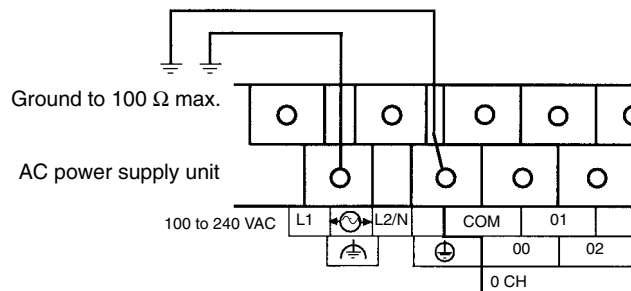 Ground to 100 Ω max.
AC power supply unit
100 to 240 VAC L1 L2/N COM 01
00 02
0 CH